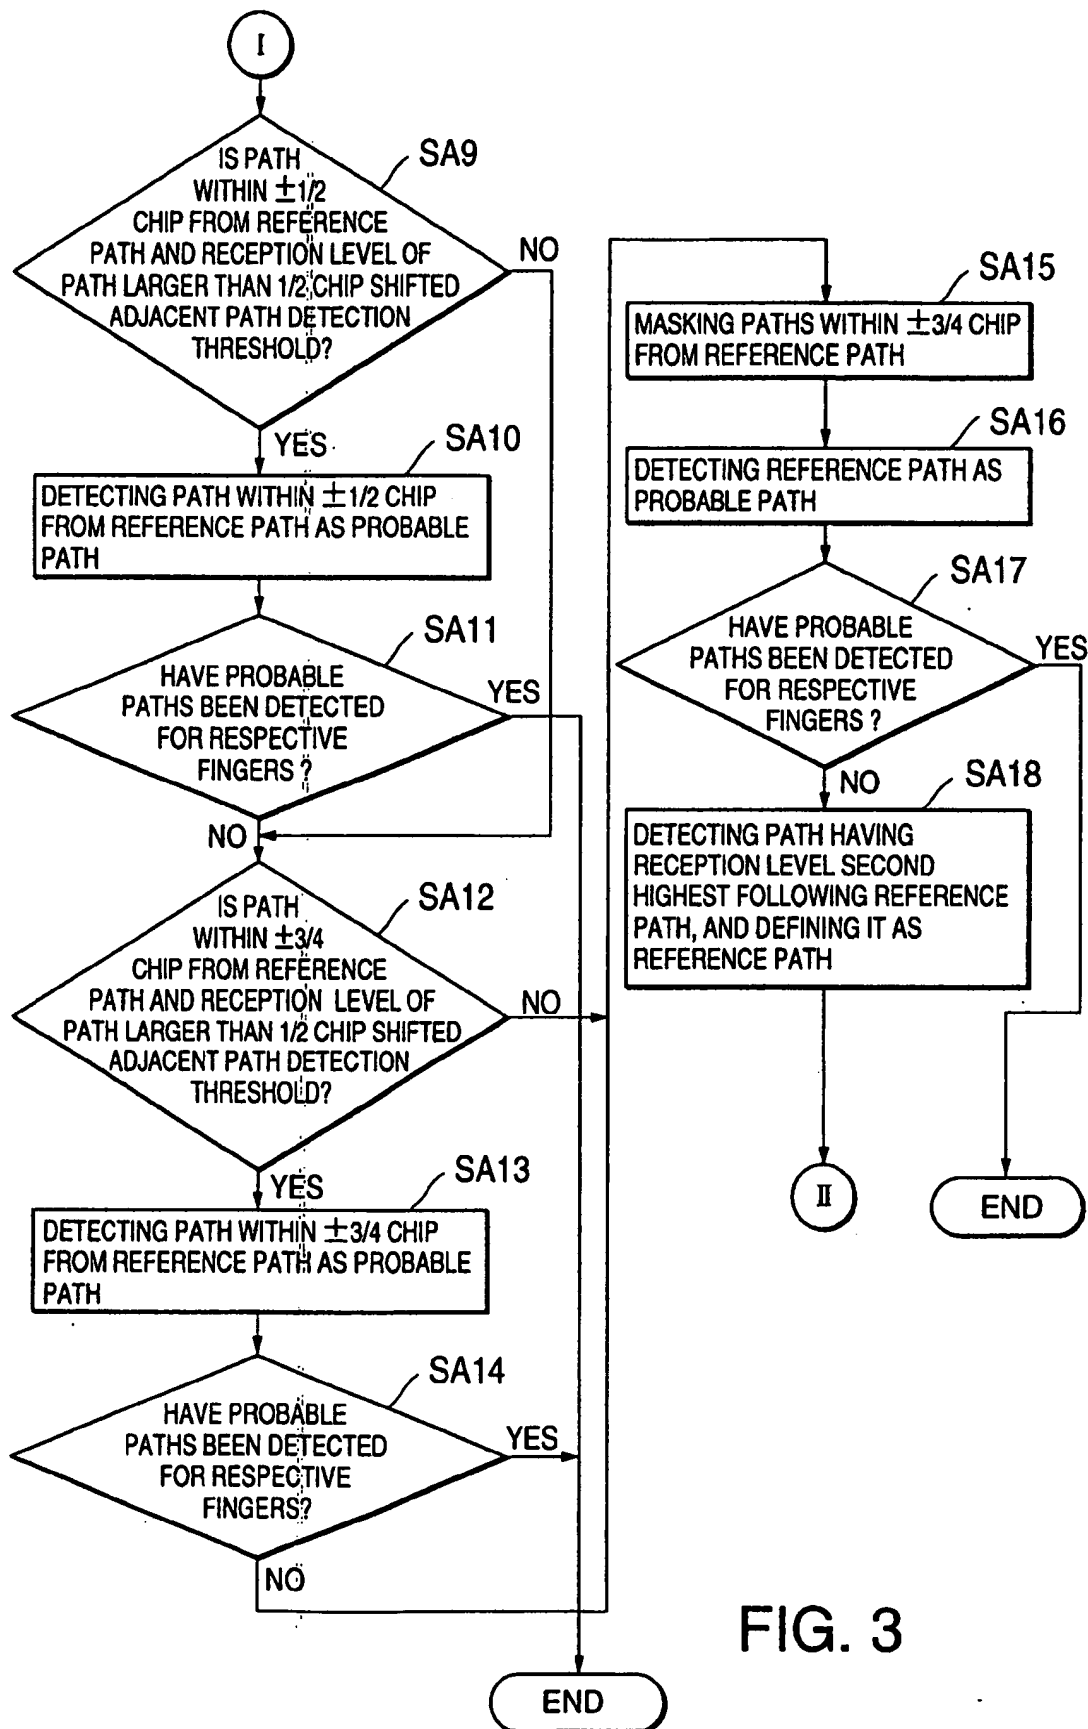 I
SA9
IS PATH
WITHIN ±1/2
CHIP FROM REFERENCE
PATH AND RECEPTION LEVEL OF
PATH LARGER THAN 1/2 CHIP SHIFTED
ADJACENT PATH DETECTION
THRESHOLD?
NO
YES
SA10
DETECTING PATH WITHIN ±1/2 CHIP
FROM REFERENCE PATH AS PROBABLE
PATH
SA11
HAVE PROBABLE
PATHS BEEN DETECTED
FOR RESPECTIVE
FINGERS ?
YES
NO
SA12
IS PATH
WITHIN ±3/4
CHIP FROM REFERENCE
PATH AND RECEPTION LEVEL OF
PATH LARGER THAN 1/2 CHIP SHIFTED
ADJACENT PATH DETECTION
THRESHOLD?
NO
YES
SA13
DETECTING PATH WITHIN ±3/4 CHIP
FROM REFERENCE PATH AS PROBABLE
PATH
SA14
HAVE PROBABLE
PATHS BEEN DETECTED
FOR RESPECTIVE
FINGERS?
YES
NO
END
SA15
MASKING PATHS WITHIN ±3/4 CHIP
FROM REFERENCE PATH
SA16
DETECTING REFERENCE PATH AS
PROBABLE PATH
SA17
HAVE PROBABLE
PATHS BEEN DETECTED
FOR RESPECTIVE
FINGERS ?
YES
NO
SA18
DETECTING PATH HAVING
RECEPTION LEVEL SECOND
HIGHEST FOLLOWING REFERENCE
PATH, AND DEFINING IT AS
REFERENCE PATH
II
END
FIG. 3